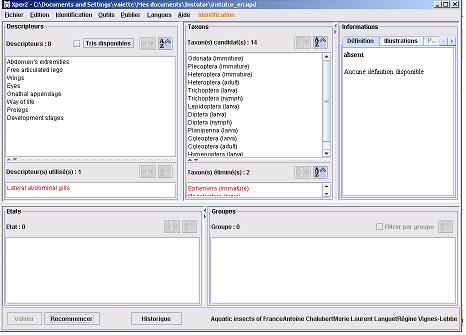 Xper2 - C:\Documents and Settings\valette\Mes documents\Instutor\instutor_en.xpd
Fichier Edition Identification Outils Publier Langues Aide Identification
Descripteurs
Descripteurs : 8
Tris disponibles
Abdomen's extremities
Free articulated legs
Wings
Eyes
Gnathal appendage
Way of life
Prolegs
Development stages
Descripteur(s) utilisé(s) : 1
Lateral abdominal gills
Taxons
Taxon(s) candidat(s) : 14
Odonata (immature)
Plecoptera (immature)
Heteroptera (immature)
Heteroptera (adult)
Trichoptera (larva)
Trichoptera (nymph)
Lepidoptera (larva)
Diptera (larva)
Diptera (nymph)
Planipenna (larva)
Coleoptera (larva)
Coleoptera (adult)
Hymenoptera (larva)
Taxon(s) éliminé(s) : 2
Ephemera (immature)
Megaloptera (larva)
Informations
Définition Illustrations P...
absent
Aucune définition disponible
Etats
Etat : 0
Groupes
Groupe : 0
Filtrer par groupe
Valider Recommencer Historique
Aquatic insects of FranceAntoine ChalubertMarie Laurent LanguetRégine Vignes-Lebbe